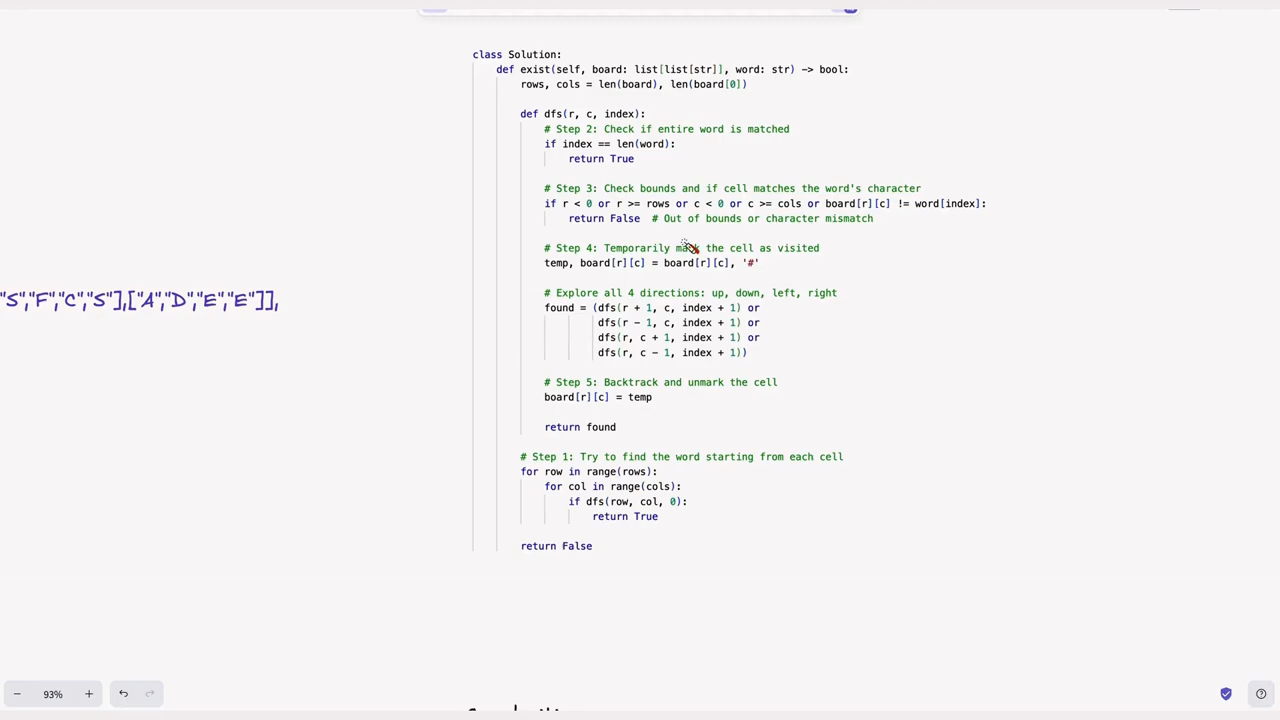 class Solution:
def exist(self, board: list[list[str]], word: str) -> bool:
rows, cols = len(board), len(board[0])
def dfs(r, c, index):
# Step 2: Check if entire word is matched
if index == len(word):
return True
# Step 3: Check bounds and if cell matches the word's character
if r < 0 or r >= rows or c < 0 or c >= cols or board[r][c] != word[index]:
return False  # Out of bounds or character mismatch
# Step 4: Temporarily mark the cell as visited
temp, board[r][c] = board[r][c], '#'
"S","F","C","S"],["A","D","E","E"]],
# Explore all 4 directions: up, down, left, right
found = (dfs(r + 1, c, index + 1) or
dfs(r - 1, c, index + 1) or
dfs(r, c + 1, index + 1) or
dfs(r, c - 1, index + 1))
# Step 5: Backtrack and unmark the cell
board[r][c] = temp
return found
# Step 1: Try to find the word starting from each cell
for row in range(rows):
for col in range(cols):
if dfs(row, col, 0):
return True
return False
93%